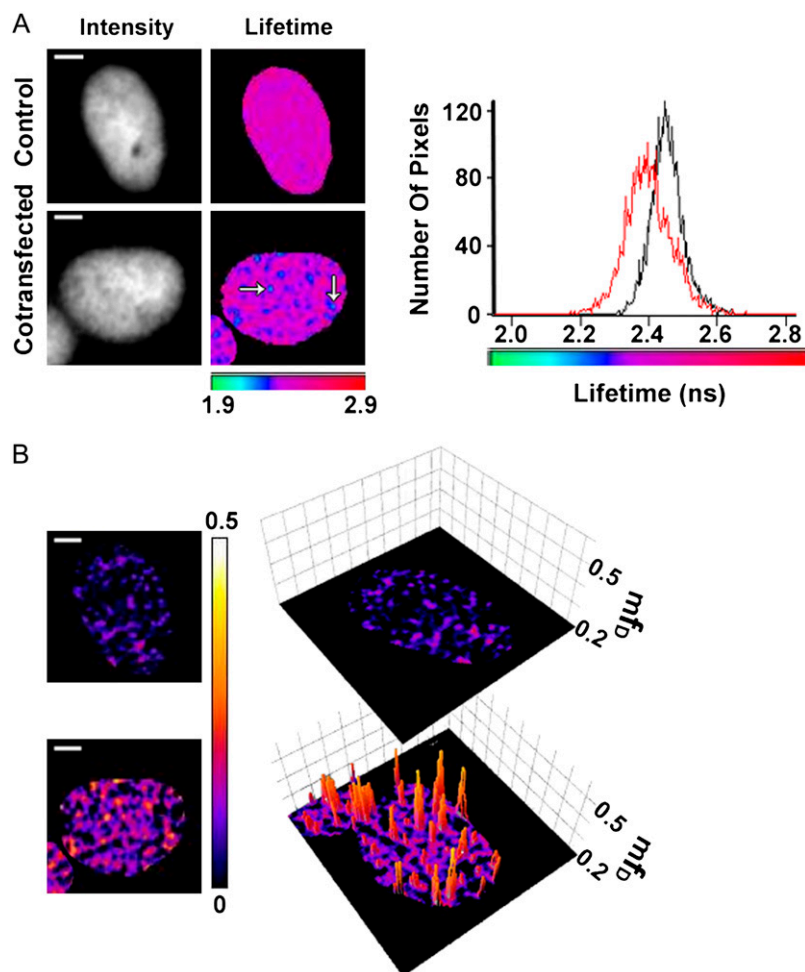 A
Intensity
Lifetime
Control
Cotransfected
1.9
2.9
Number Of Pixels
120
80
40
0
2.0
2.2
2.4
2.6
2.8
Lifetime (ns)
B
0.5
0
0.5
0.2
mfD
0.5
0.2
mfD